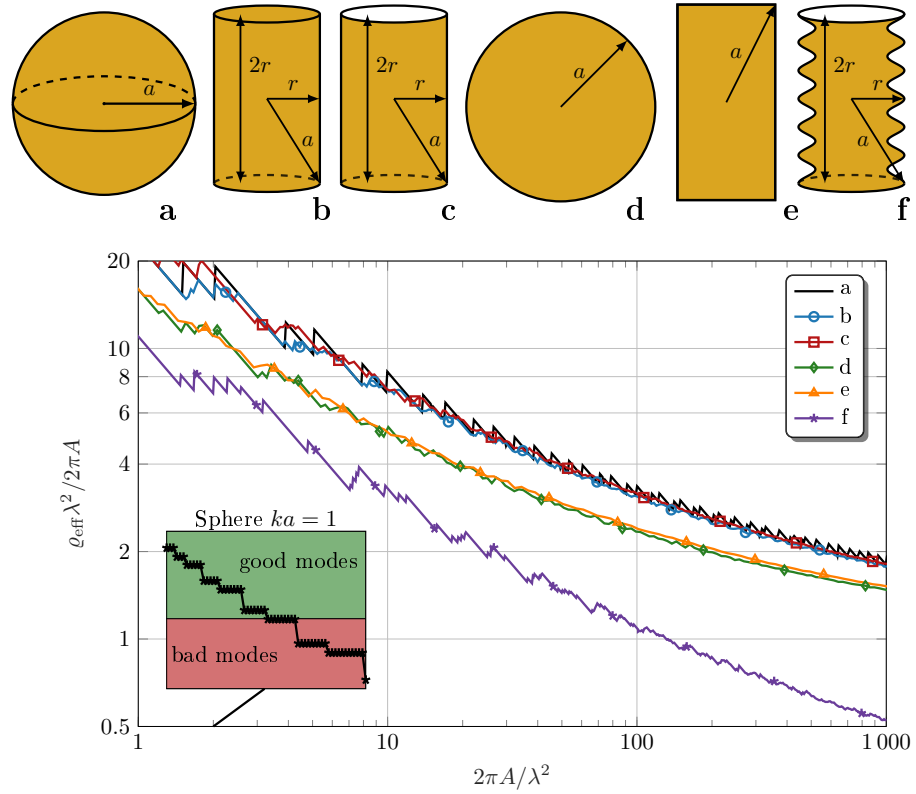 a
2r
r
a
2r
r
a
a
a
2r
r
a
a
b
c
d
e
f
20
10
8
6
4
2
1
0.5
ϱeffλ²/2πA
a
b
c
d
e
f
Sphere ka = 1
good modes
bad modes
1
10
100
1 000
2πA/λ²